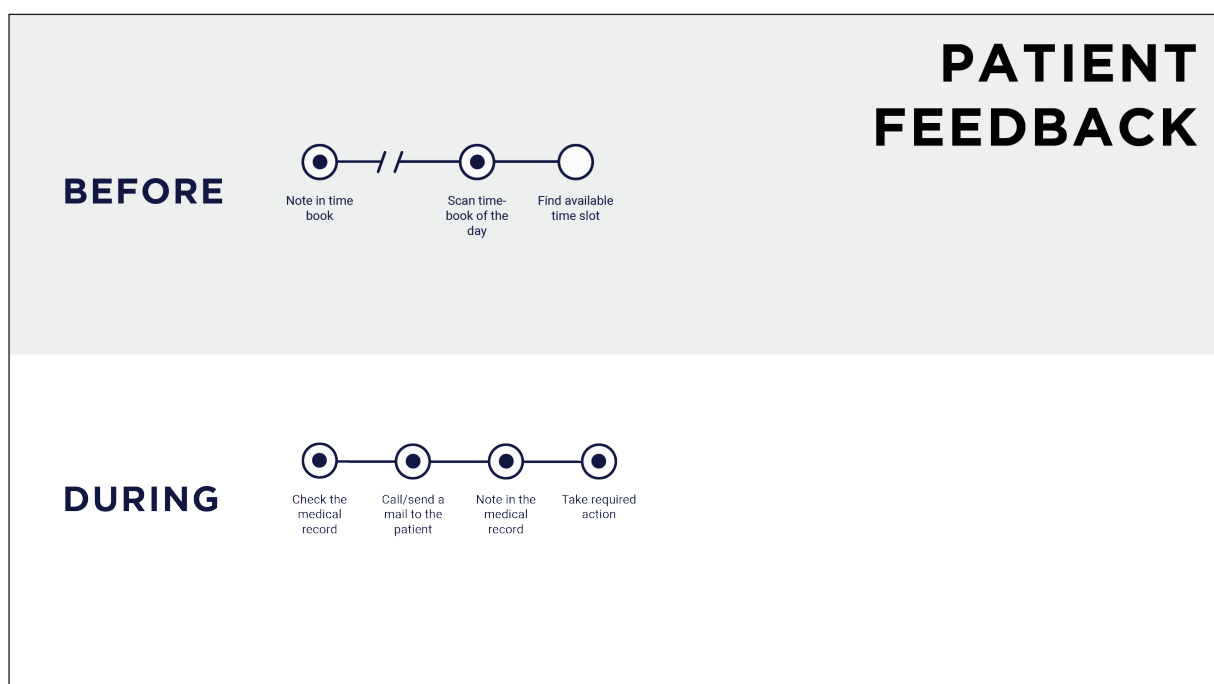 PATIENT
FEEDBACK
BEFORE
Note in time
book
Scan time-
book of the
day
Find available
time slot
DURING
Check the
medical
record
Call/send a
mail to the
patient
Note in the
medical
record
Take required
action